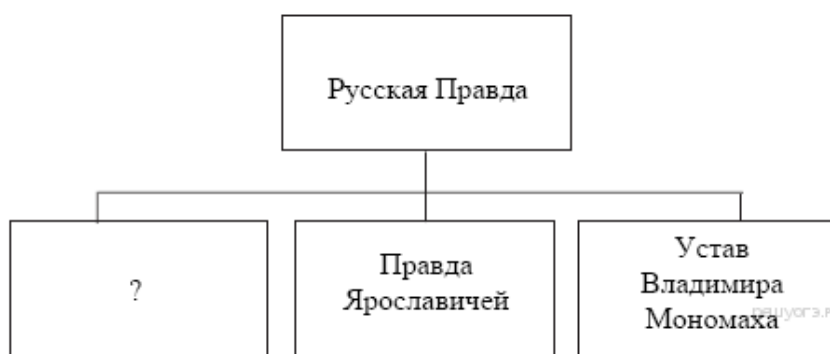 Русская Правда
?
Правда
Ярославичей
Устав
Владимира
Мономаха